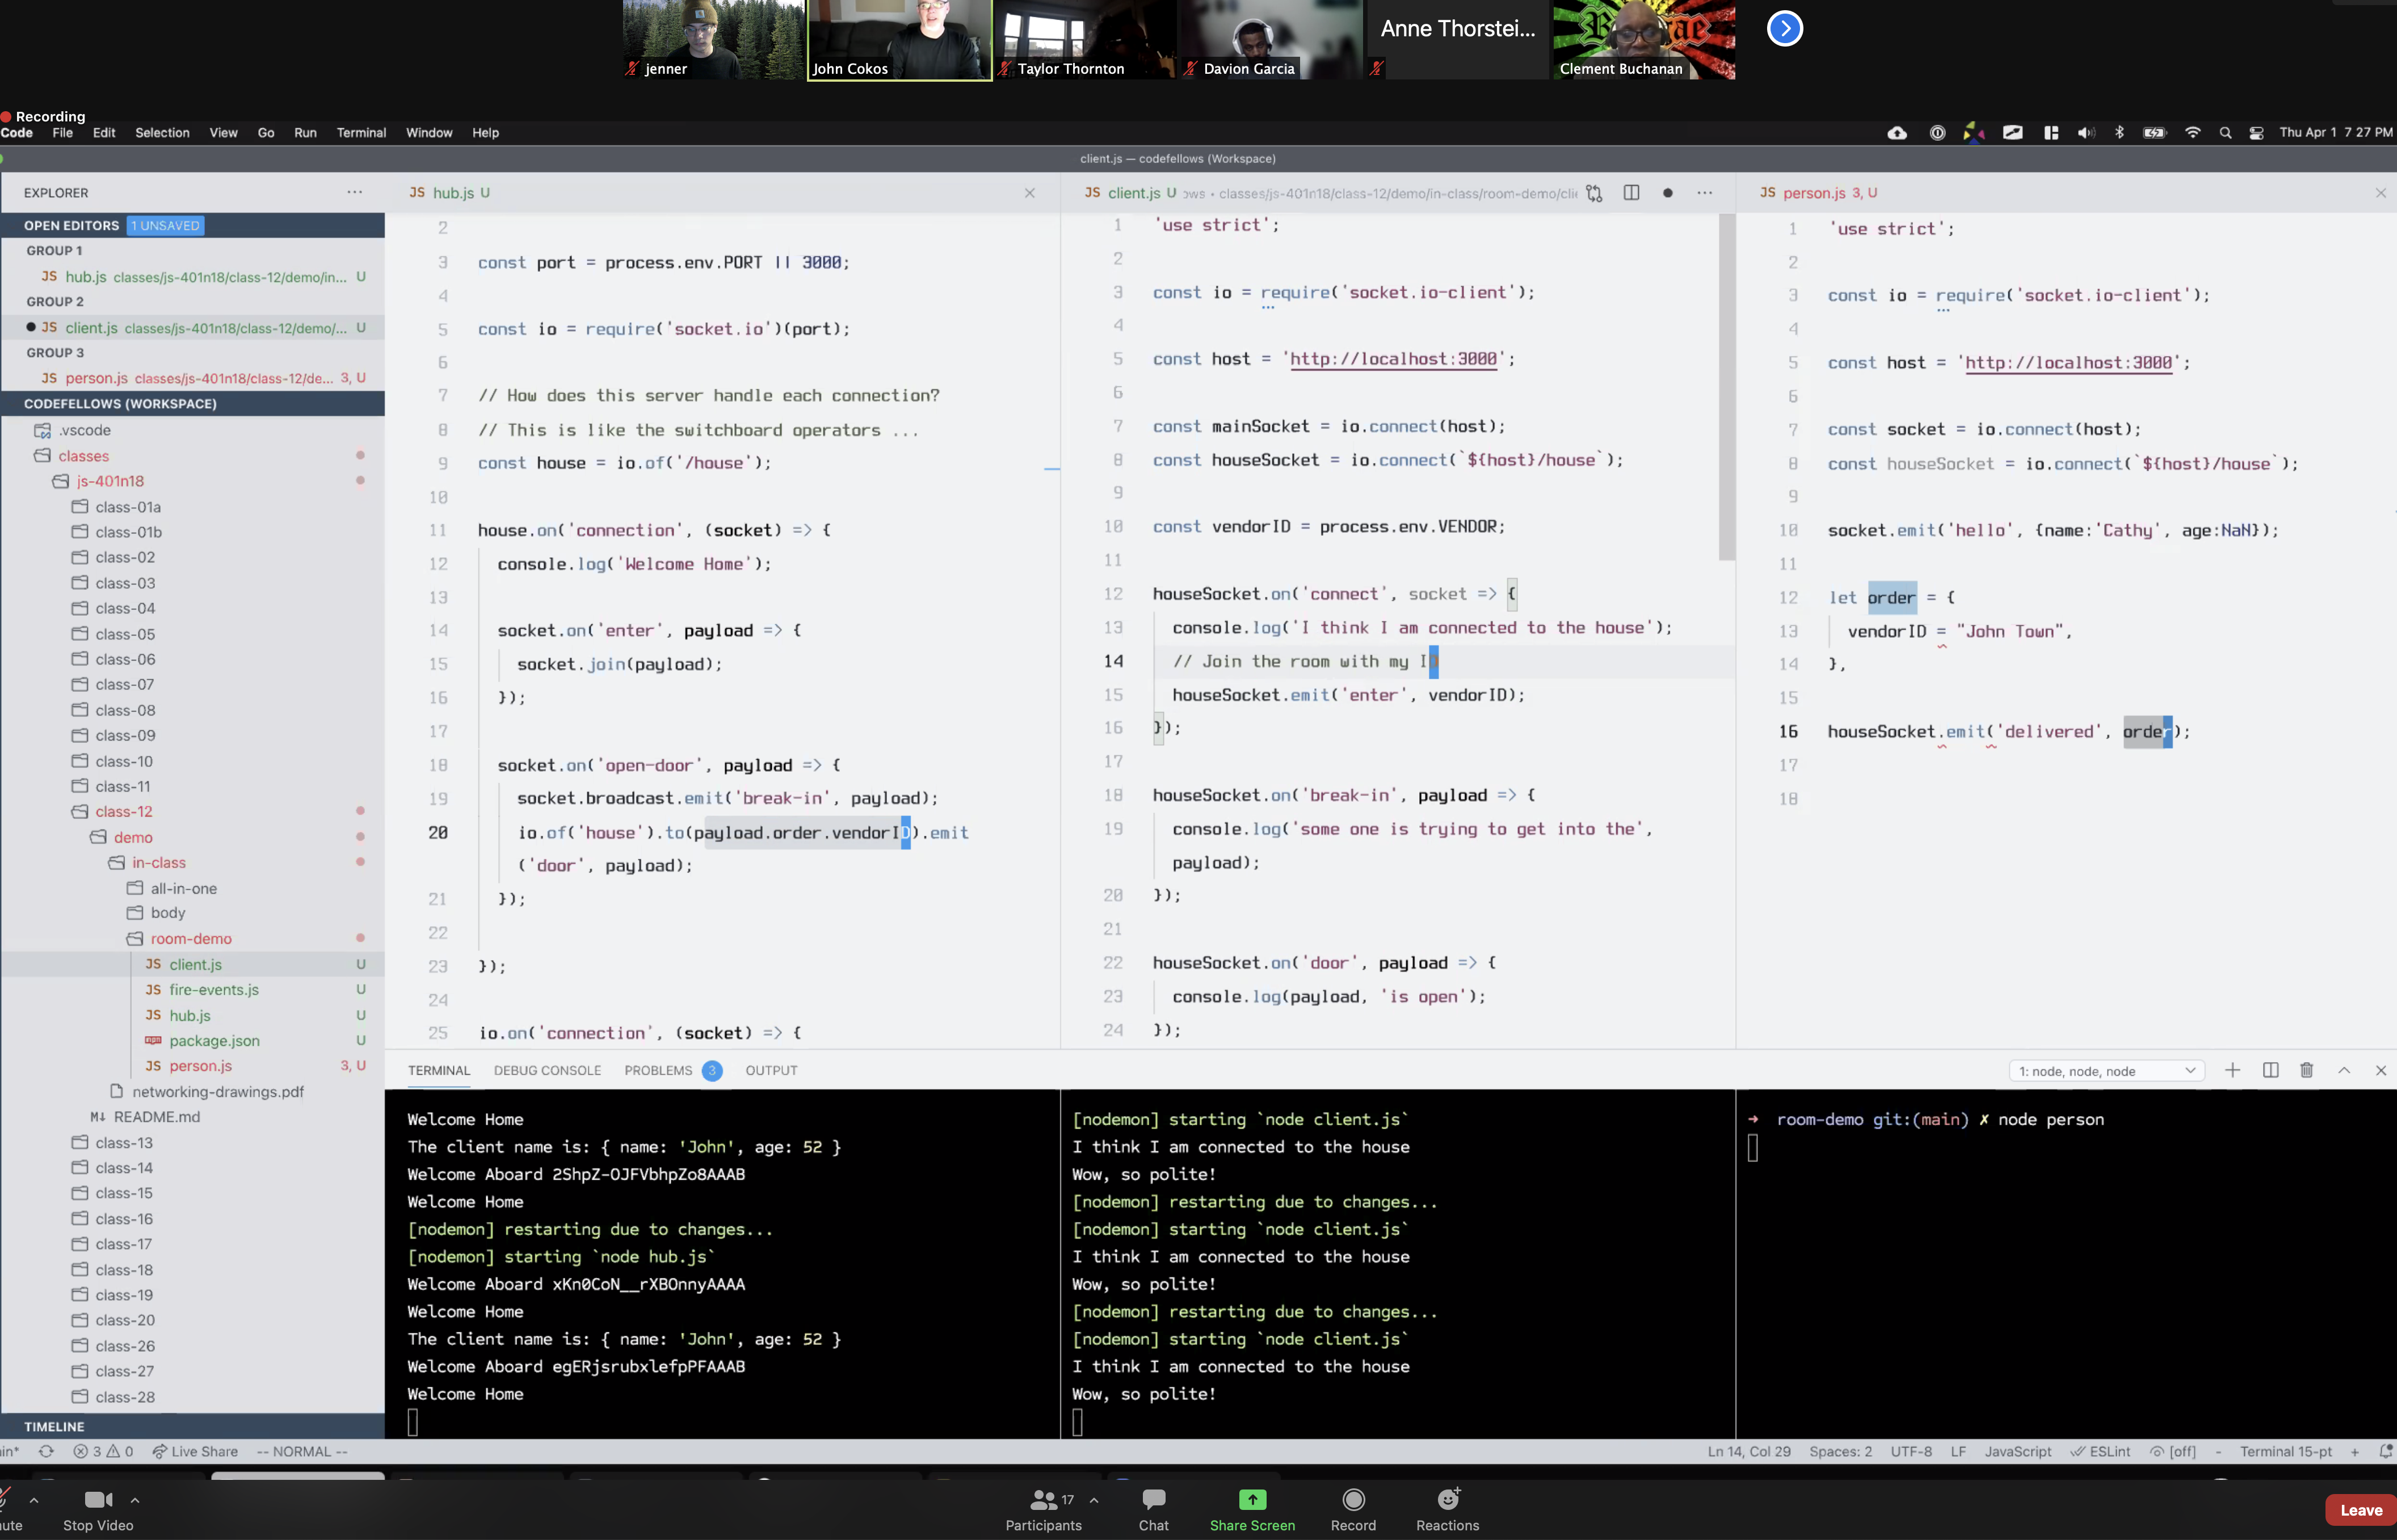 jenner
John Cokos
Taylor Thornton
Davion Garcia
Anne Thorstei...
Clement Buchanan
Recording
Code File Edit Selection View Go Run Terminal Window Help
Thu Apr 1 7 27 PM
client.js — codefellows (Workspace)
EXPLORER
OPEN EDITORS 1 UNSAVED
GROUP 1
JS hub.js classes/js-401n18/class-12/demo/in... U
GROUP 2
JS client.js classes/js-401n18/class-12/demo/... U
GROUP 3
JS person.js classes/js-401n18/class-12/de... 3, U
CODEFELLOWS (WORKSPACE)
.vscode
classes
js-401n18
class-01a
class-01b
class-02
class-03
class-04
class-05
class-06
class-07
class-08
class-09
class-10
class-11
class-12
demo
in-class
all-in-one
body
room-demo
JS client.js U
JS fire-events.js U
JS hub.js U
package.json U
JS person.js 3, U
networking-drawings.pdf
README.md
class-13
class-14
class-15
class-16
class-17
class-18
class-19
class-20
class-26
class-27
class-28
TIMELINE
JS hub.js U
2
3 const port = process.env.PORT || 3000;
4
5 const io = require('socket.io')(port);
6
7 // How does this server handle each connection?
8 // This is like the switchboard operators ...
9 const house = io.of('/house');
10
11 house.on('connection', (socket) => {
12 console.log('Welcome Home');
13
14 socket.on('enter', payload => {
15 socket.join(payload);
16 });
17
18 socket.on('open-door', payload => {
19 socket.broadcast.emit('break-in', payload);
20 io.of('house').to(payload.order.vendorID).emit
('door', payload);
21 });
22
23 });
24
25 io.on('connection', (socket) => {
JS client.js U ows • classes/js-401n18/class-12/demo/in-class/room-demo/clie
1 'use strict';
2
3 const io = require('socket.io-client');
4
5 const host = 'http://localhost:3000';
6
7 const mainSocket = io.connect(host);
8 const houseSocket = io.connect(`${host}/house`);
9
10 const vendorID = process.env.VENDOR;
11
12 houseSocket.on('connect', socket => {
13 console.log('I think I am connected to the house');
14 // Join the room with my ID
15 houseSocket.emit('enter', vendorID);
16 });
17
18 houseSocket.on('break-in', payload => {
19 console.log('some one is trying to get into the',
payload);
20 });
21
22 houseSocket.on('door', payload => {
23 console.log(payload, 'is open');
24 });
JS person.js 3, U
1 'use strict';
2
3 const io = require('socket.io-client');
4
5 const host = 'http://localhost:3000';
6
7 const socket = io.connect(host);
8 const houseSocket = io.connect(`${host}/house`);
9
10 socket.emit('hello', {name:'Cathy', age:NaN});
11
12 let order = {
13 vendorID = "John Town",
14 },
15
16 houseSocket.emit('delivered', order);
17
18
TERMINAL DEBUG CONSOLE PROBLEMS 3 OUTPUT
1: node, node, node
Welcome Home
The client name is: { name: 'John', age: 52 }
Welcome Aboard 2ShpZ-OJFVbhpZo8AAAB
Welcome Home
[nodemon] restarting due to changes...
[nodemon] starting `node hub.js`
Welcome Aboard xKn0CoN__rXBOnnyAAAA
Welcome Home
The client name is: { name: 'John', age: 52 }
Welcome Aboard egERjsrubxlefpPFAAAB
Welcome Home
[nodemon] starting `node client.js`
I think I am connected to the house
Wow, so polite!
[nodemon] restarting due to changes...
[nodemon] starting `node client.js`
I think I am connected to the house
Wow, so polite!
[nodemon] restarting due to changes...
[nodemon] starting `node client.js`
I think I am connected to the house
Wow, so polite!
➜ room-demo git:(main) ✗ node person
in* 3 0 Live Share -- NORMAL --
Ln 14, Col 29 Spaces: 2 UTF-8 LF JavaScript ESLint [off] - Terminal 15-pt +
ute Stop Video
17
Participants Chat Share Screen Record Reactions
Leave